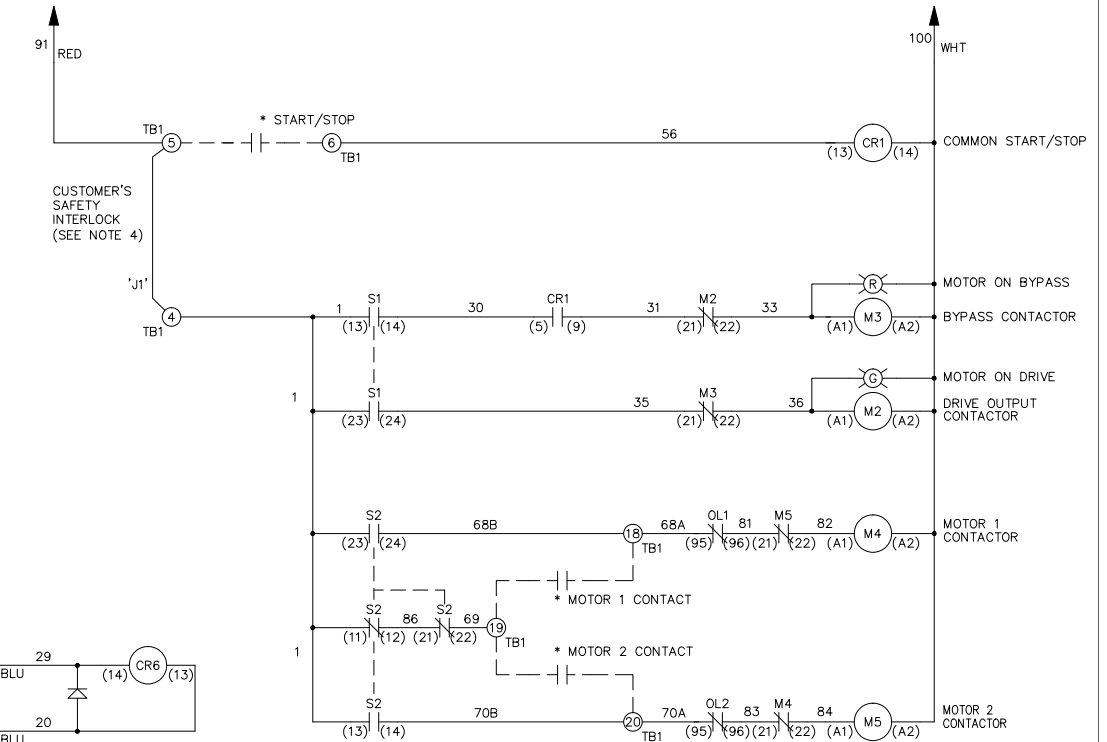 91
RED
100
WHT
* START/STOP
TB1
5
6
TB1
56
CR1
(13)
(14)
COMMON START/STOP
CUSTOMER'S
SAFETY
INTERLOCK
(SEE NOTE 4)
'J1'
4
TB1
R
MOTOR ON BYPASS
1
S1
(13)
(14)
30
CR1
(5)
(9)
31
M2
(21)
(22)
33
M3
(A1)
(A2)
BYPASS CONTACTOR
G
MOTOR ON DRIVE
1
S1
(23)
(24)
35
M3
(21)
(22)
36
M2
(A1)
(A2)
DRIVE OUTPUT
CONTACTOR
S2
(23)
(24)
68B
18
TB1
68A
OL1
(95)
(96)
81
M5
(21)
(22)
82
M4
(A1)
(A2)
MOTOR 1
CONTACTOR
* MOTOR 1 CONTACT
S2
(11)
(12)
86
S2
(21)
(22)
69
19
TB1
1
* MOTOR 2 CONTACT
S2
(13)
(14)
70B
20
TB1
70A
OL2
(95)
(96)
83
M4
(21)
(22)
84
M5
(A1)
(A2)
MOTOR 2
CONTACTOR
29
BLU
(14)
CR6
(13)
20
BLU